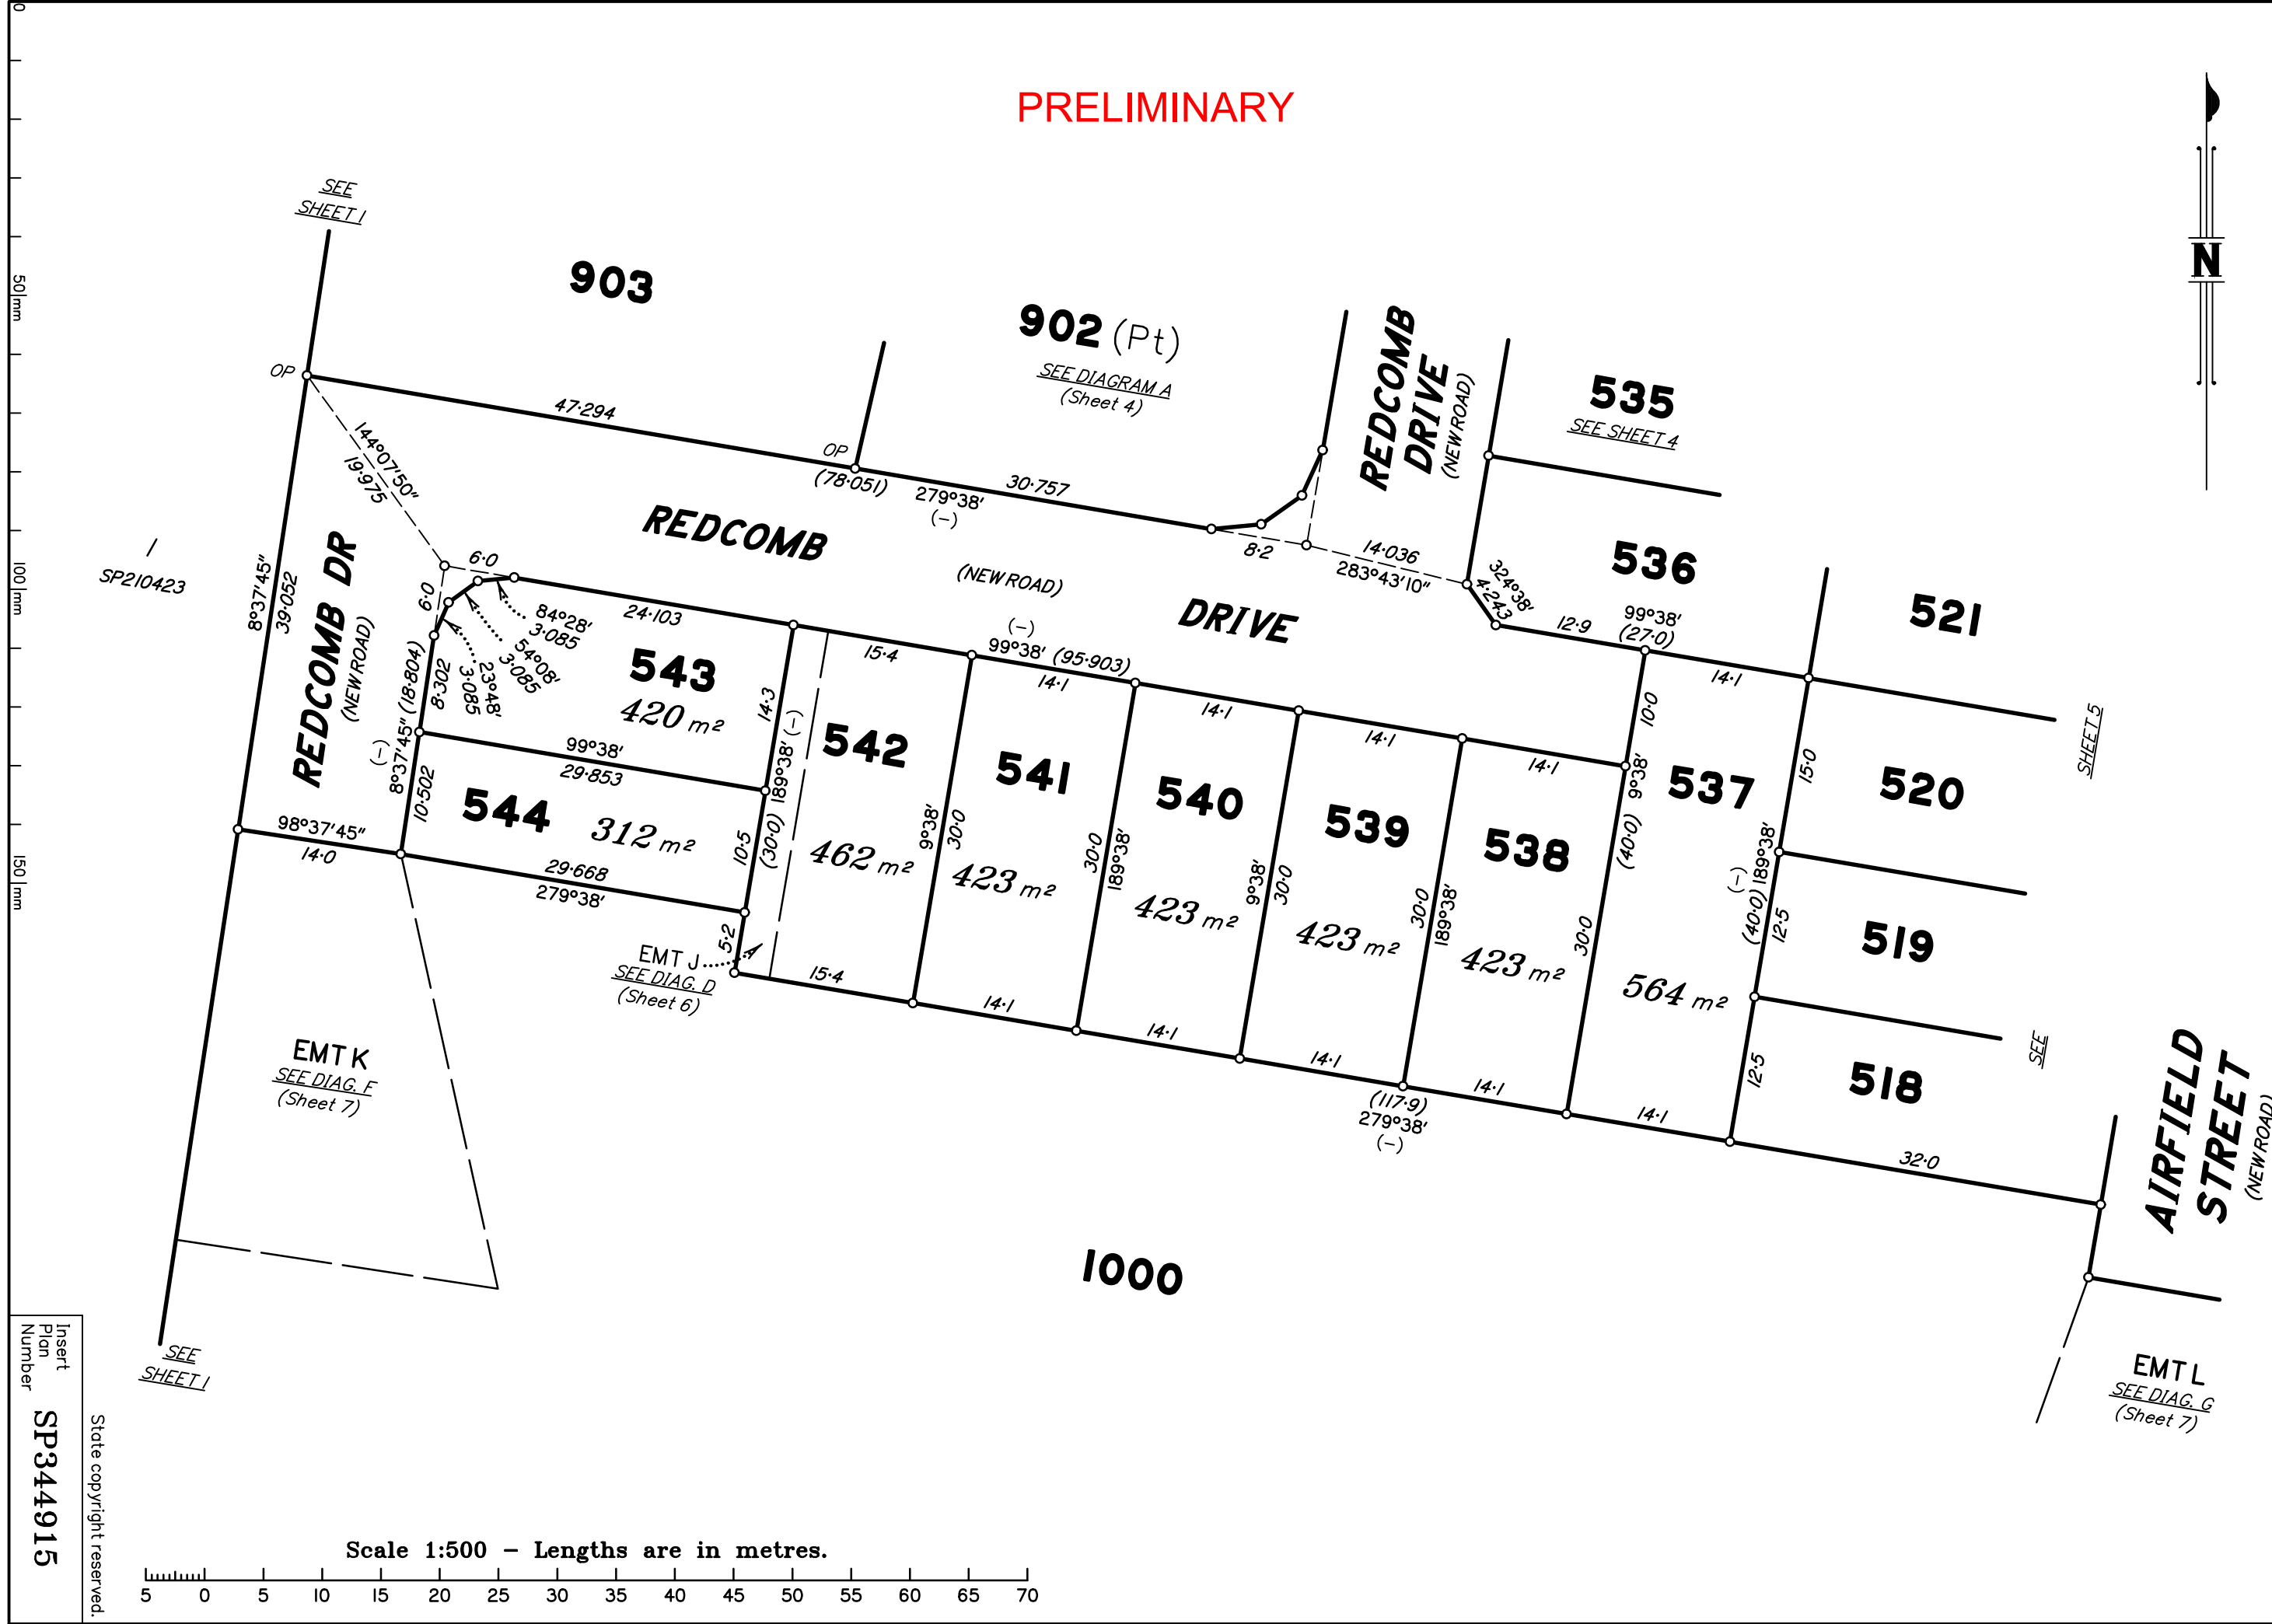 PRELIMINARY
0
50 mm
100 mm
150 mm
N
SEE
SHEET 1
903
902 (Pt)
SEE DIAGRAM A
(Sheet 4)
REDCOMB
DRIVE
(NEW ROAD)
535
SEE SHEET 4
OP
47·294
OP
(78·051)
279°38'
(-)
30·757
144°07'50"
19·975
8·2
14·036
283°43'10"
324°38'
4·243
536
521
12·9
99°38'
(27·0)
14·1
1
SP210423
8°37'45"
39·052
REDCOMB DR
(NEW ROAD)
REDCOMB
(NEW ROAD)
DRIVE
6·0
6·0
84°28'
3·085
54°08'
3·085
23°48'
3·085
24·103
15·4
(-)
99°38' (95·903)
14·1
14·1
14·1
14·1
(18·804)
8·302
8°37'45"
(-)
10·502
543
420 m²
14·3
189°38' (-)
99°38'
29·853
544
312 m²
10·5
(30·0)
98°37'45"
14·0
29·668
279°38'
5·2
542
462 m²
9°38'
30·0
541
423 m²
30·0
189°38'
540
423 m²
9°38'
30·0
539
423 m²
30·0
189°38'
538
423 m²
30·0
10·0
9°38'
(40·0)
537
564 m²
15·0
189°38'
(-)
(40·0)
12·5
12·5
520
519
518
SHEET 5
SEE
EMT J
SEE DIAG. D
(Sheet 6)
15·4
14·1
14·1
14·1
14·1
14·1
(117·9)
279°38'
(-)
32·0
AIRFIELD
STREET
(NEW ROAD)
EMT K
SEE DIAG. F
(Sheet 7)
1000
SEE
SHEET 1
EMT L
SEE DIAG. G
(Sheet 7)
Insert
Plan
Number
SP344915
State copyright reserved.
Scale 1:500 – Lengths are in metres.
5 0 5 10 15 20 25 30 35 40 45 50 55 60 65 70